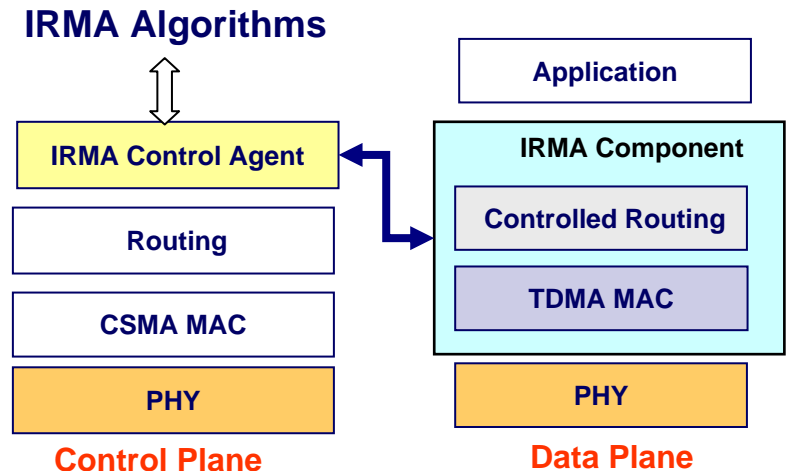 IRMA Algorithms
IRMA Control Agent
Routing
CSMA MAC
PHY
Control Plane
Application
IRMA Component
Controlled Routing
TDMA MAC
PHY
Data Plane